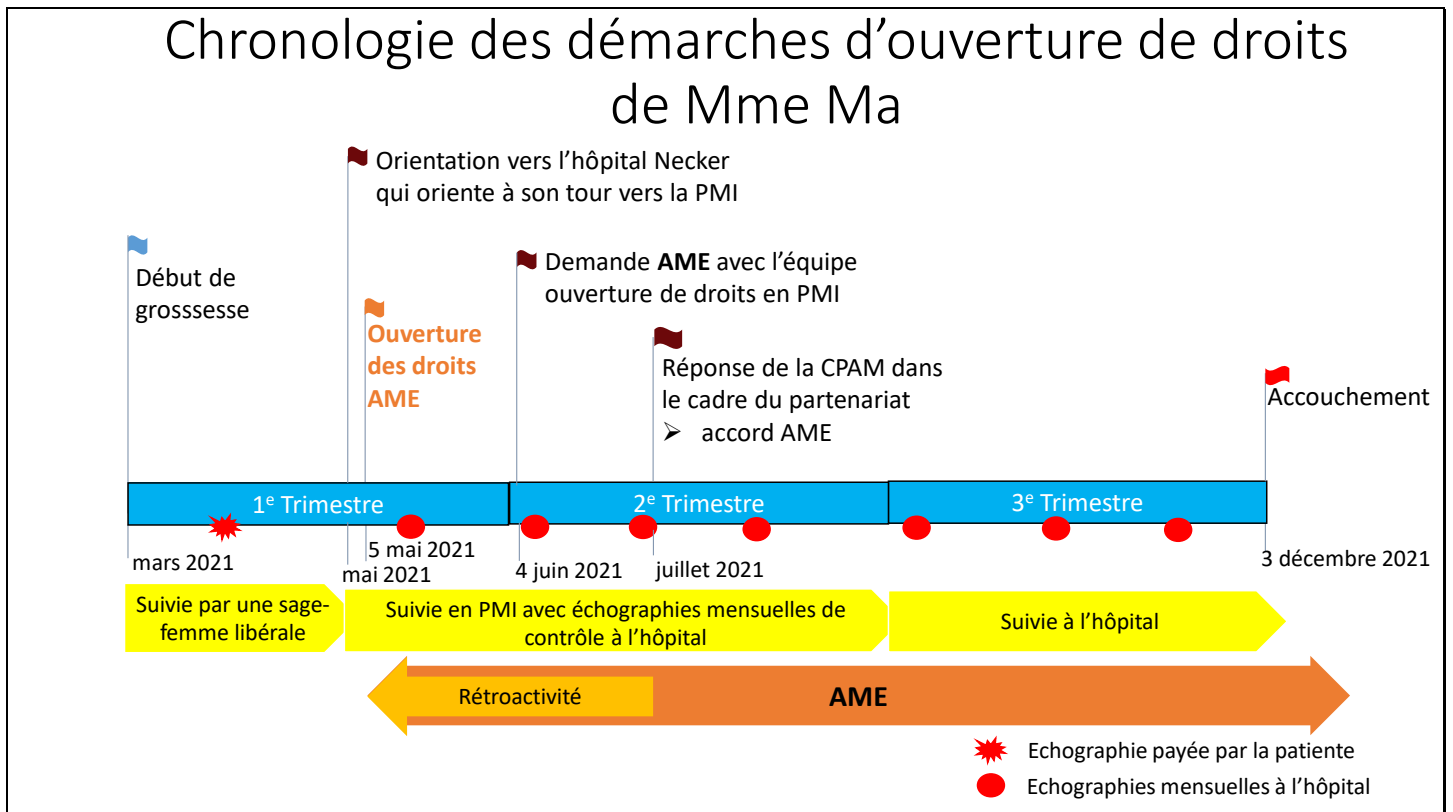 Chronologie des démarches d’ouverture de droits
de Mme Ma
Orientation vers l’hôpital Necker
qui oriente à son tour vers la PMI
Début de
grosssesse
Demande AME avec l’équipe
ouverture de droits en PMI
Ouverture
des droits
AME
Réponse de la CPAM dans
le cadre du partenariat
➢ accord AME
Accouchement
1e Trimestre
2e Trimestre
3e Trimestre
mars 2021
mai 2021
5 mai 2021
4 juin 2021
juillet 2021
3 décembre 2021
Suivie par une sage-
femme libérale
Suivie en PMI avec échographies mensuelles de
contrôle à l’hôpital
Suivie à l’hôpital
Rétroactivité
AME
Echographie payée par la patiente
Echographies mensuelles à l’hôpital